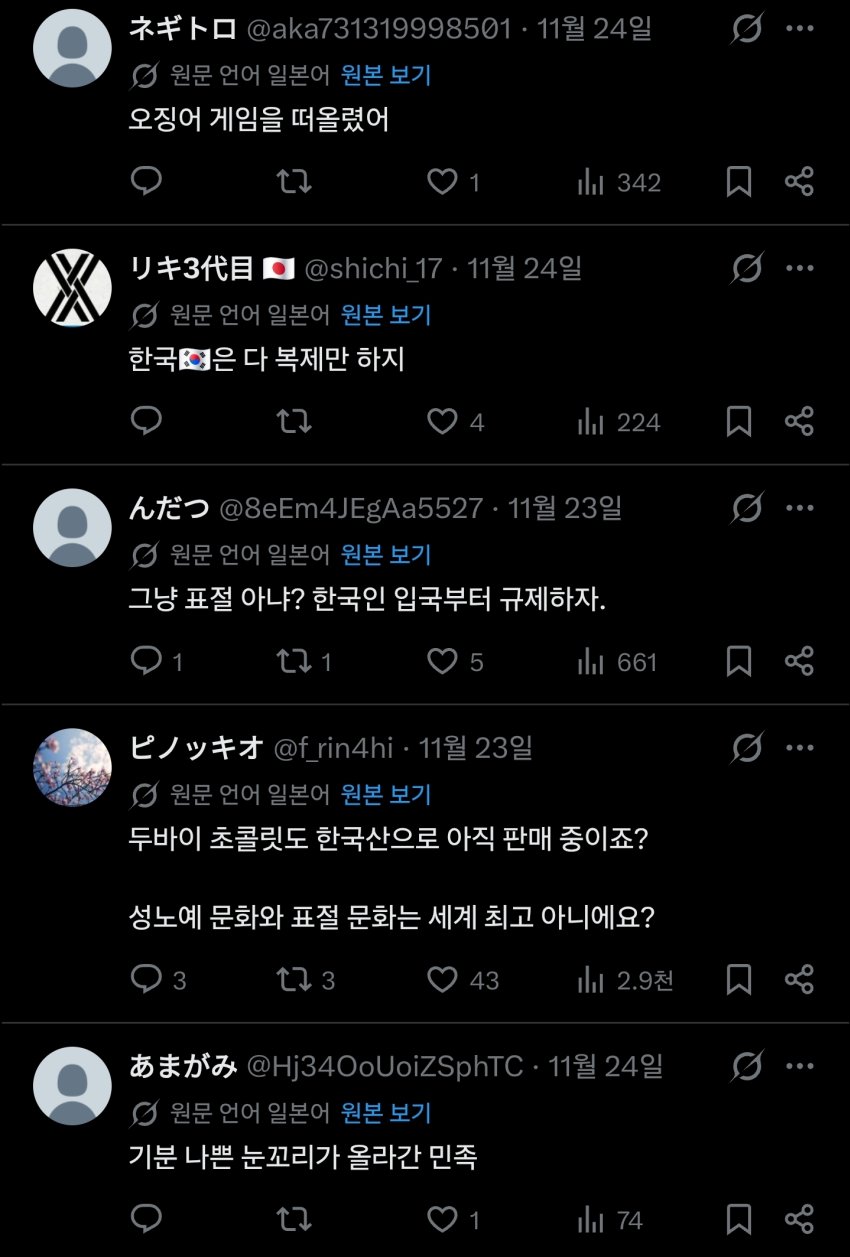 ネギトロ @aka731319998501 · 11월 24일
원문 언어 일본어 원본 보기
오징어 게임을 떠올렸어
1 342
リキ3代目🇯🇵 @shichi_17 · 11월 24일
원문 언어 일본어 원본 보기
한국🇰🇷은 다 복제만 하지
4 224
んだつ @8eEm4JEgAa5527 · 11월 23일
원문 언어 일본어 원본 보기
그냥 표절 아냐? 한국인 입국부터 규제하자.
1 1 5 661
ピノッキオ @f_rin4hi · 11월 23일
원문 언어 일본어 원본 보기
두바이 초콜릿도 한국산으로 아직 판매 중이죠?
성노예 문화와 표절 문화는 세계 최고 아니에요?
3 3 43 2.9천
あまがみ @Hj34OoUoiZSphTC · 11월 24일
원문 언어 일본어 원본 보기
기분 나쁜 눈꼬리가 올라간 민족
1 74